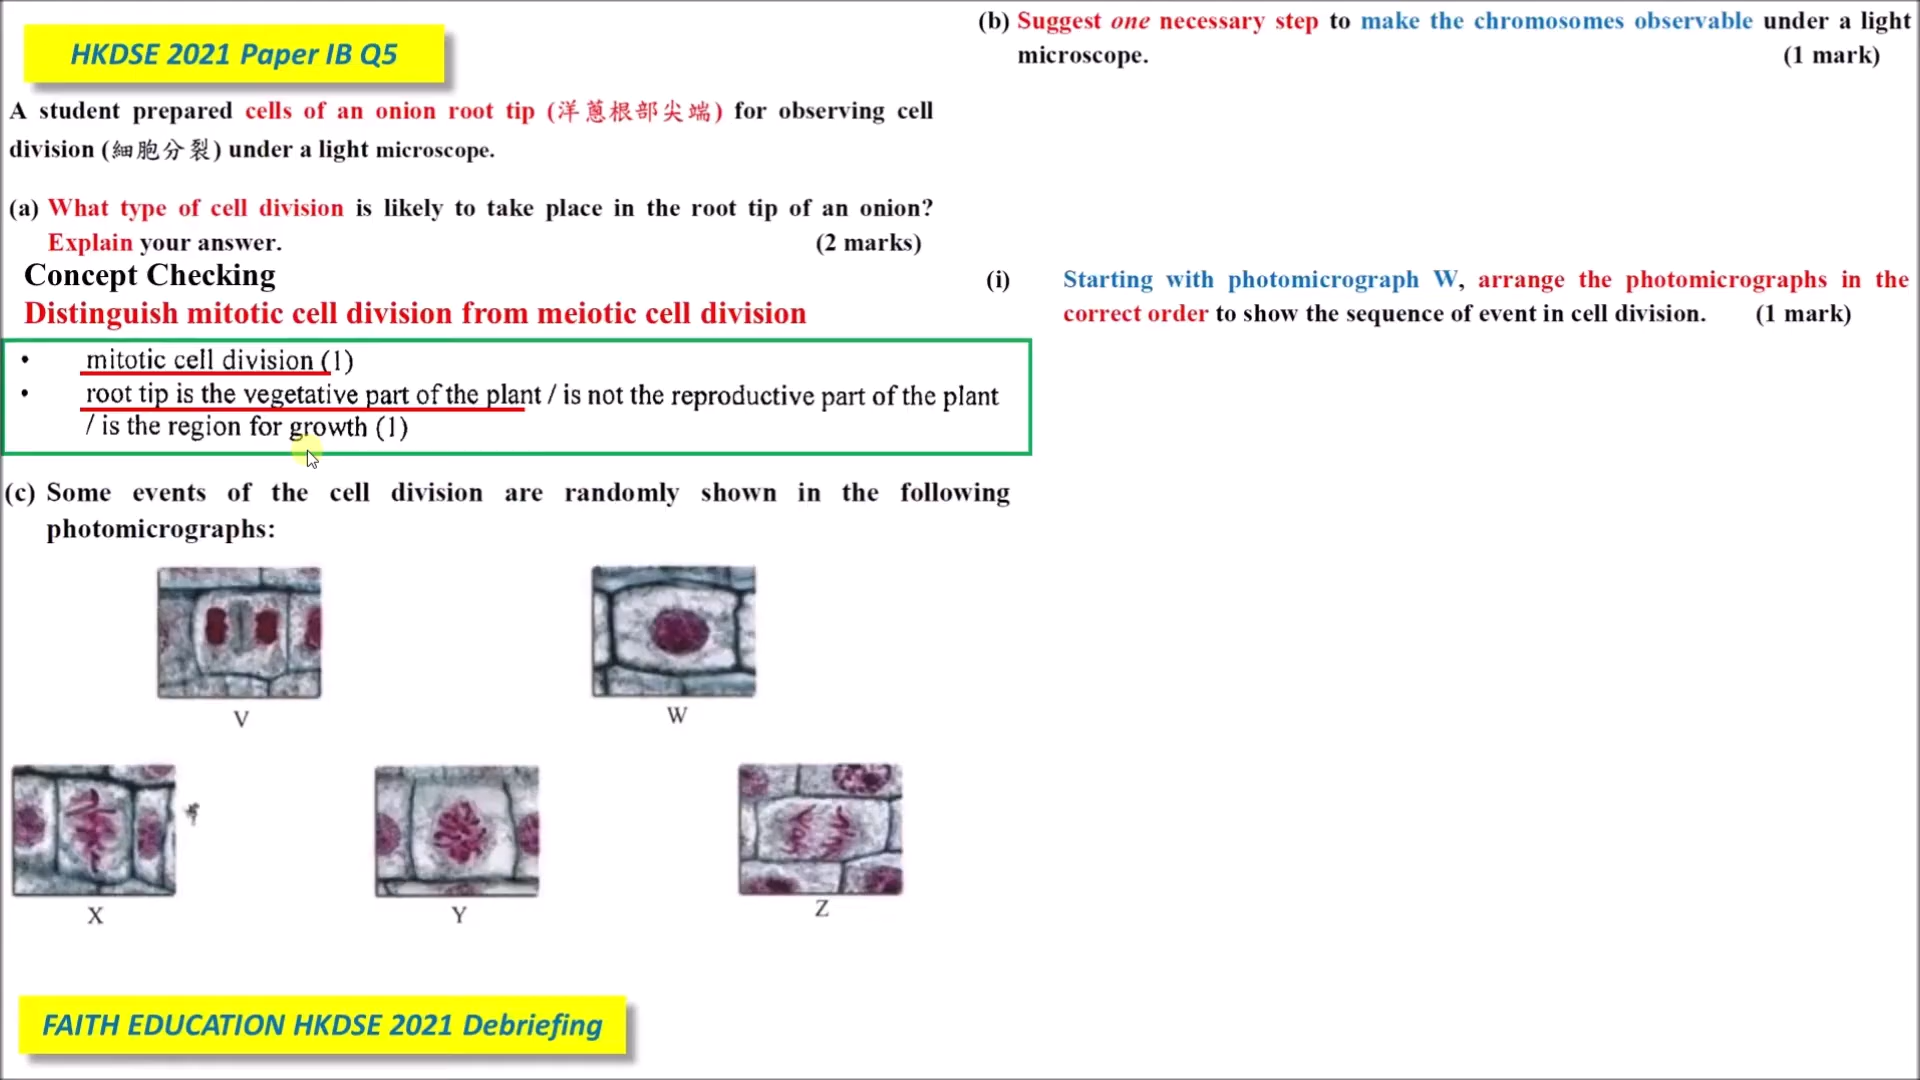 HKDSE 2021 Paper IB Q5
A student prepared cells of an onion root tip (洋蔥根部尖端) for observing cell
division (細胞分裂) under a light microscope.
(a) What type of cell division is likely to take place in the root tip of an onion?
Explain your answer. (2 marks)
Concept Checking
Distinguish mitotic cell division from meiotic cell division
• mitotic cell division (1)
• root tip is the vegetative part of the plant / is not the reproductive part of the plant
/ is the region for growth (1)
(c) Some events of the cell division are randomly shown in the following
photomicrographs:
V
W
X
Y
Z
FAITH EDUCATION HKDSE 2021 Debriefing
(b) Suggest one necessary step to make the chromosomes observable under a light
microscope. (1 mark)
(i) Starting with photomicrograph W, arrange the photomicrographs in the
correct order to show the sequence of event in cell division. (1 mark)